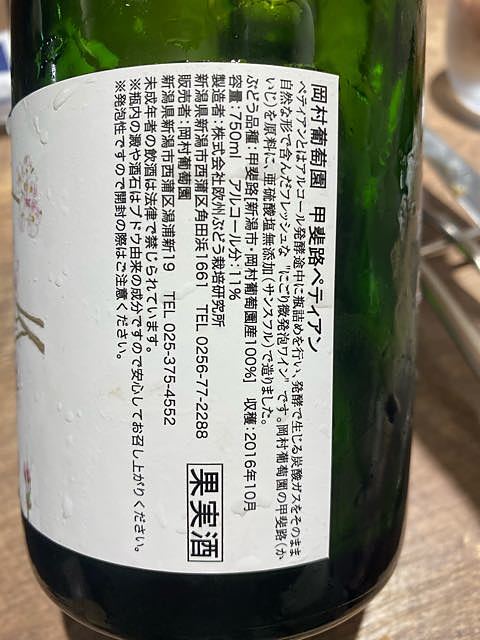 岡村葡萄園　甲斐路ペティアン
ペティアンとはアルコール発酵途中に瓶詰めを行い、発酵で生じる炭酸ガスをそのまま
自然な形で含んだフレッシュな "にごり微発泡ワイン" です。岡村葡萄園の甲斐路(か
いじ)を原料に、亜硫酸塩無添加(サンスフル)で造りました。
ぶどう品種：甲斐路[新潟市・岡村葡萄園産100%]　収穫：2016年10月
容量：750ml　アルコール分：11%
製造者：株式会社欧州ぶどう栽培研究所
新潟県新潟市西蒲区角田浜1661　TEL 0256-77-2288
販売者：岡村葡萄園
新潟県新潟市西蒲区潟浦新19　TEL 025-375-4552
未成年者の飲酒は法律で禁じられています。
※瓶内の澱や酒石はブドウ由来の成分ですので安心してお召し上がりください。
※発泡性ですので開封の際はご注意ください。
果実酒